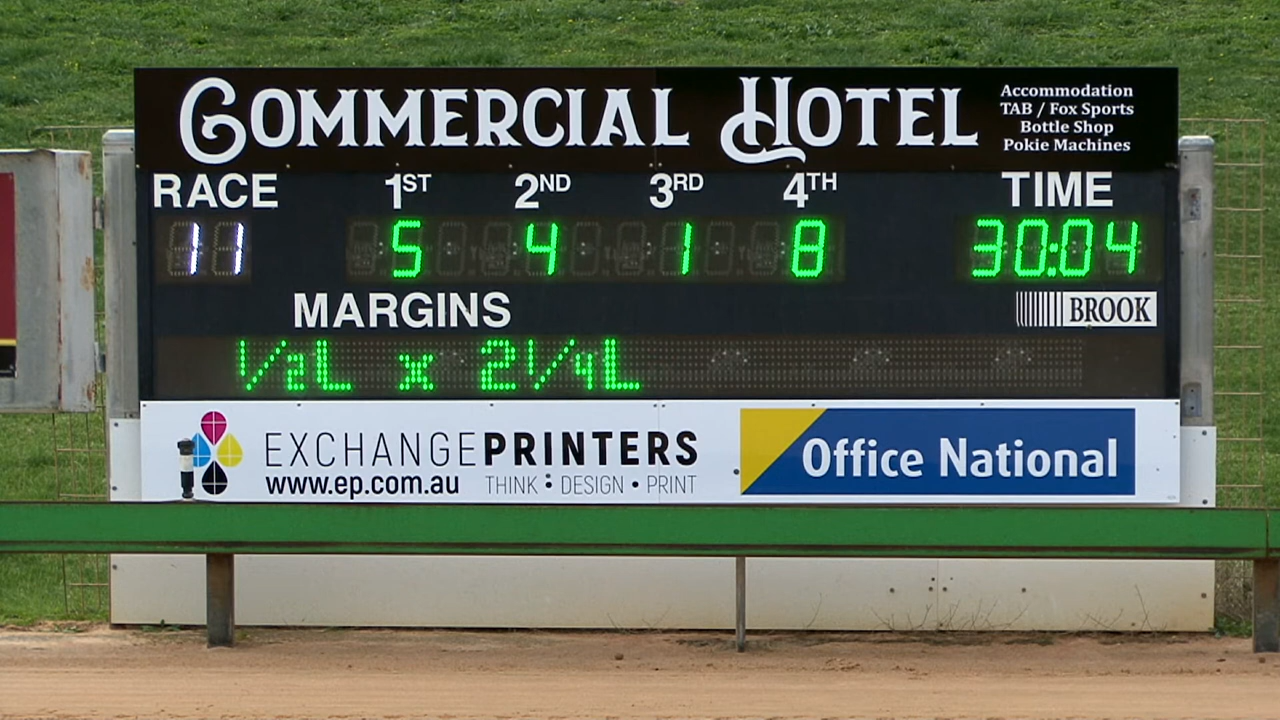 COMMERCIAL HOTEL
Accommodation
TAB / Fox Sports
Bottle Shop
Pokie Machines
RACE 1ST 2ND 3RD 4TH TIME
11 5 4 1 8 30:04
MARGINS
BROOK
½L x 2¼L
EXCHANGEPRINTERS
www.ep.com.au THINK • DESIGN • PRINT
Office National